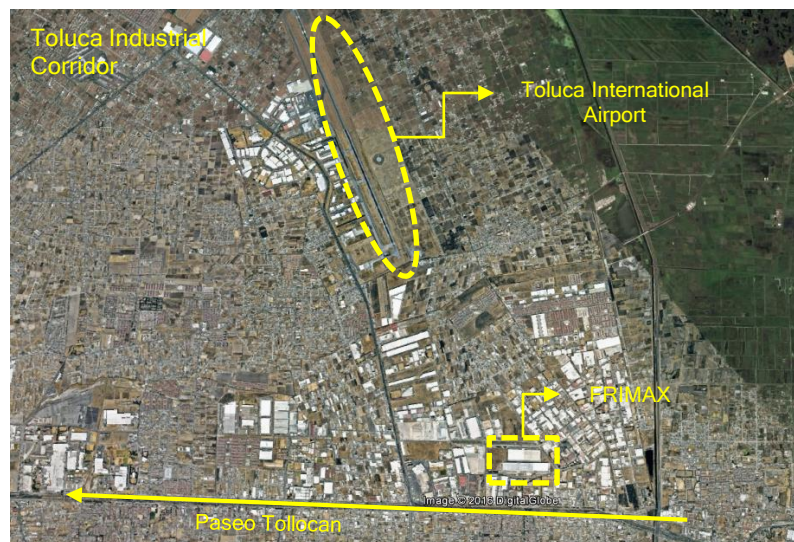 Toluca Industrial
Corridor
Toluca International
Airport
FRIMAX
Image © 2015 DigitalGlobe
Paseo Tollocan